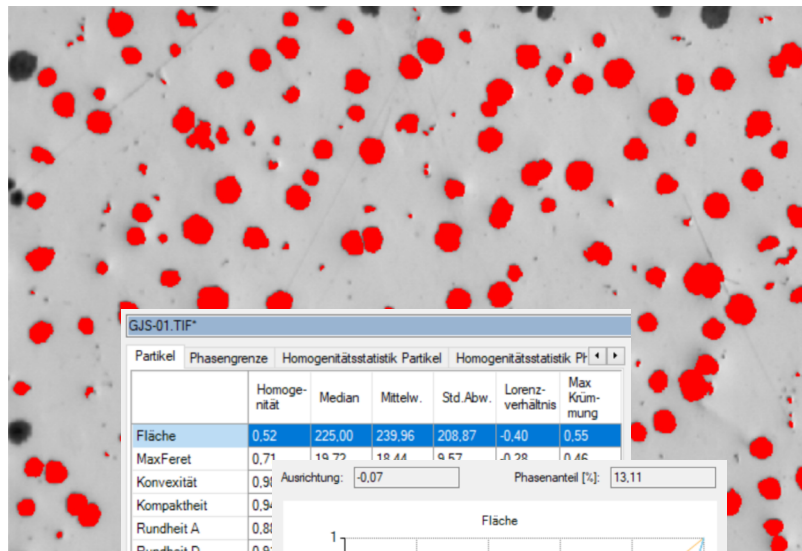 GJS-01.TIF*
Partikel Phasengrenze Homogenitätsstatistik Partikel Homogenitätsstatistik
Homoge-
nität Median Mittelw. Std.Abw. Lorenz-
verhältnis Max
Krüm-
mung
Fläche 0,52 225,00 239,96 208,87 -0,40 0,55
MaxFeret 0,71 19,72 18,44 9,57 -0,28 0,46
Konvexität
Ausrichtung: -0,07 Phasenanteil [%]: 13,11
Kompaktheit
Rundheit A
Fläche
1